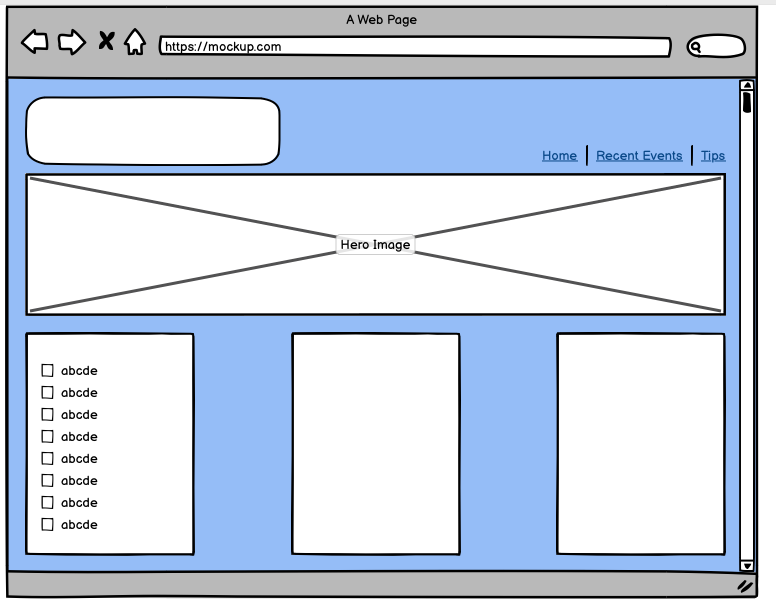 A Web Page
https://mockup.com
Home | Recent Events | Tips
Hero Image
abcde
abcde
abcde
abcde
abcde
abcde
abcde
abcde